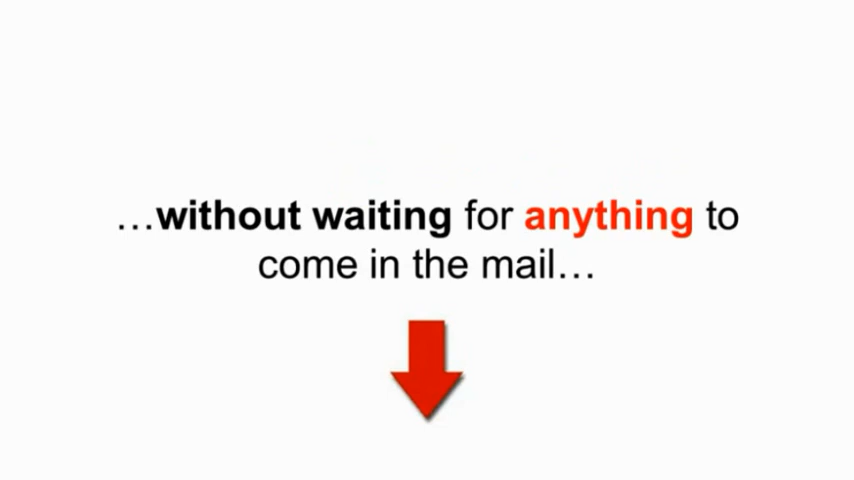 …without waiting for anything to
come in the mail…